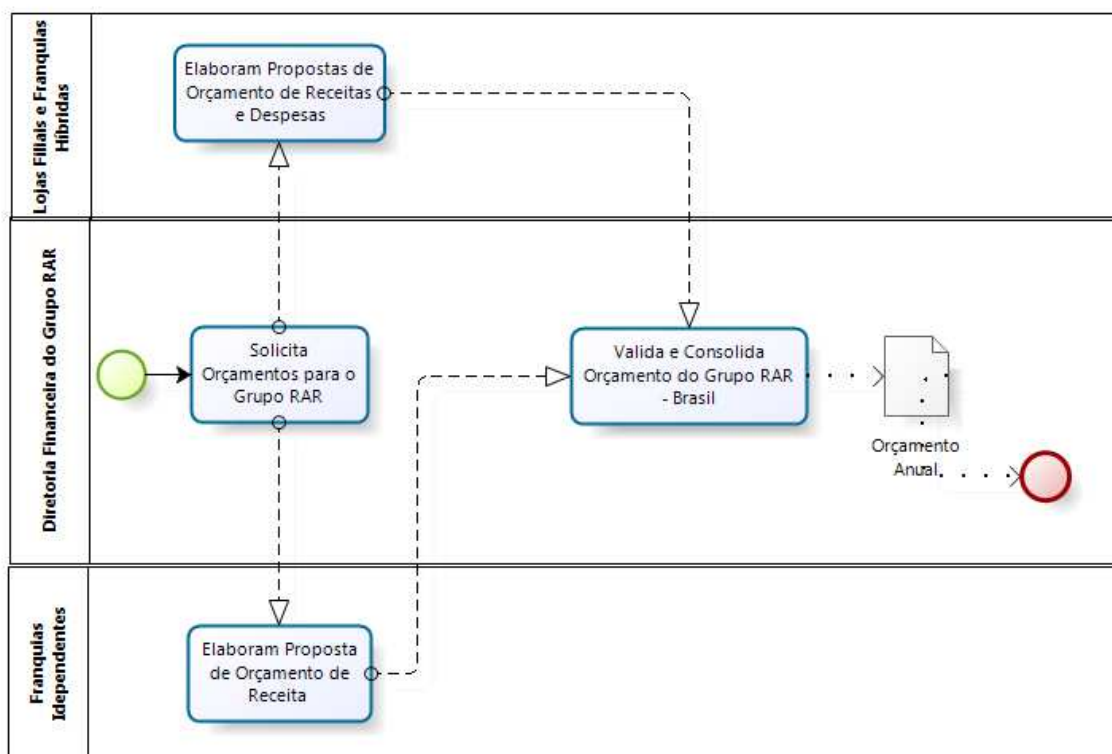 Lojas Filiais e Franquias
Híbridas
Elaboram Propostas de
Orçamento de Receitas
e Despesas
Diretoria Financeira do Grupo RAR
Solicita
Orçamentos para o
Grupo RAR
Valida e Consolida
Orçamento do Grupo RAR
- Brasil
Orçamento
Anual
Franquias
Idependentes
Elaboram Proposta
de Orçamento de
Receita